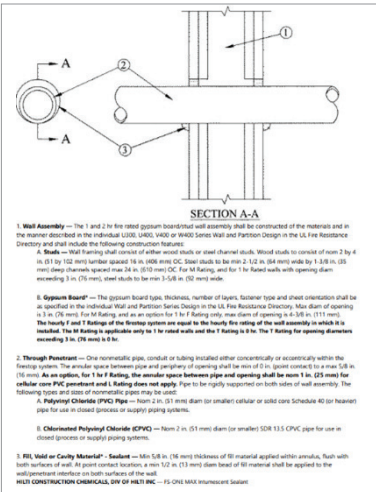 1
A
2
A
3
SECTION A-A
1. Wall Assembly — The 1 and 2 hr fire rated gypsum board/stud wall assembly shall be constructed of the materials and in
the manner described in the individual U300, U400, V400 or W400 Series Wall and Partition Design in the UL Fire Resistance
Directory and shall include the following construction features:
A. Studs — Wall framing shall consist of either wood studs or steel channel studs. Wood studs to consist of nom 2 by 4
in. (51 by 102 mm) lumber spaced 16 in. (406 mm) OC. Steel studs to be min 2-1/2 in. (64 mm) wide by 1-3/8 in. (35
mm) deep channels spaced max 24 in. (610 mm) OC. For M Rating, and for 1 hr Rated walls with opening diam
exceeding 3 in. (76 mm), steel studs to be min 3-5/8 in. (92 mm) wide.
B. Gypsum Board* — The gypsum board type, thickness, number of layers, fastener type and sheet orientation shall be
as specified in the individual Wall and Partition Design in the UL Fire Resistance Directory. Max diam of opening
is 3 in. (76 mm). For M Rating, and as an option for 1 hr F Rating only, max diam of opening is 4-3/8 in. (111 mm).
The hourly F and T Ratings of the firestop system are equal to the hourly fire rating of the wall assembly in which it is
installed. The M Rating is applicable only to 1 hr rated walls and the T Rating is 0 hr. The T Rating for opening diameters
exceeding 3 in. (76 mm) is 0 hr.
2. Through Penetrant — One nonmetallic pipe, conduit or tubing installed either concentrically or eccentrically within the
firestop system. The annular space between pipe and periphery of opening shall be min of 0 in. (point contact) to a max 5/8 in.
(16 mm). As an option, for 1 hr F Rating, the annular space between pipe and opening shall be nom 1 in. (25 mm) for
cellular core PVC penetrant and L Rating does not apply. Pipe to be rigidly supported on both sides of wall assembly. The
following types and sizes of nonmetallic pipes may be used:
A. Polyvinyl Chloride (PVC) Pipe — Nom 2 in. (51 mm) diam (or smaller) cellular or solid core Schedule 40 (or heavier)
pipe for use in closed (process or supply) piping systems.
B. Chlorinated Polyvinyl Chloride (CPVC) — Nom 2 in. (51 mm) diam (or smaller) SDR 13.5 CPVC pipe for use in
closed (process or supply) piping systems.
3. Fill, Void or Cavity Material* - Sealant — Min 5/8 in. (16 mm) thickness of fill material applied within annulus, flush with
both surfaces of wall. At point contact location, a min 1/2 in. (13 mm) diam bead of fill material shall be applied to the
wall/penetrant interface on both surfaces of the wall.
HILTI CONSTRUCTION CHEMICALS, DIV OF HILTI INC — FS-ONE MAX Intumescent Sealant